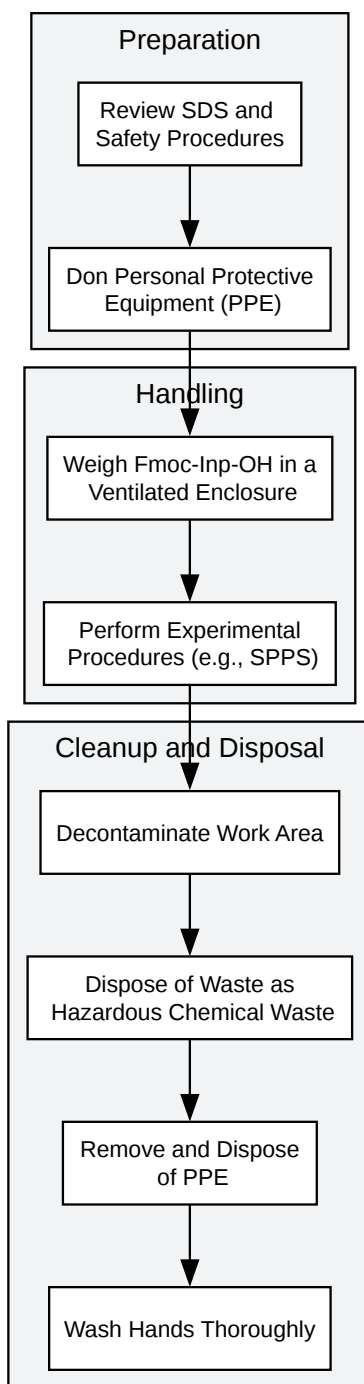 Preparation
Review SDS and
Safety Procedures
Don Personal Protective
Equipment (PPE)
Handling
Weigh Fmoc-Inp-OH in a
Ventilated Enclosure
Perform Experimental
Procedures (e.g., SPPS)
Cleanup and Disposal
Decontaminate Work Area
Dispose of Waste as
Hazardous Chemical Waste
Remove and Dispose
of PPE
Wash Hands Thoroughly